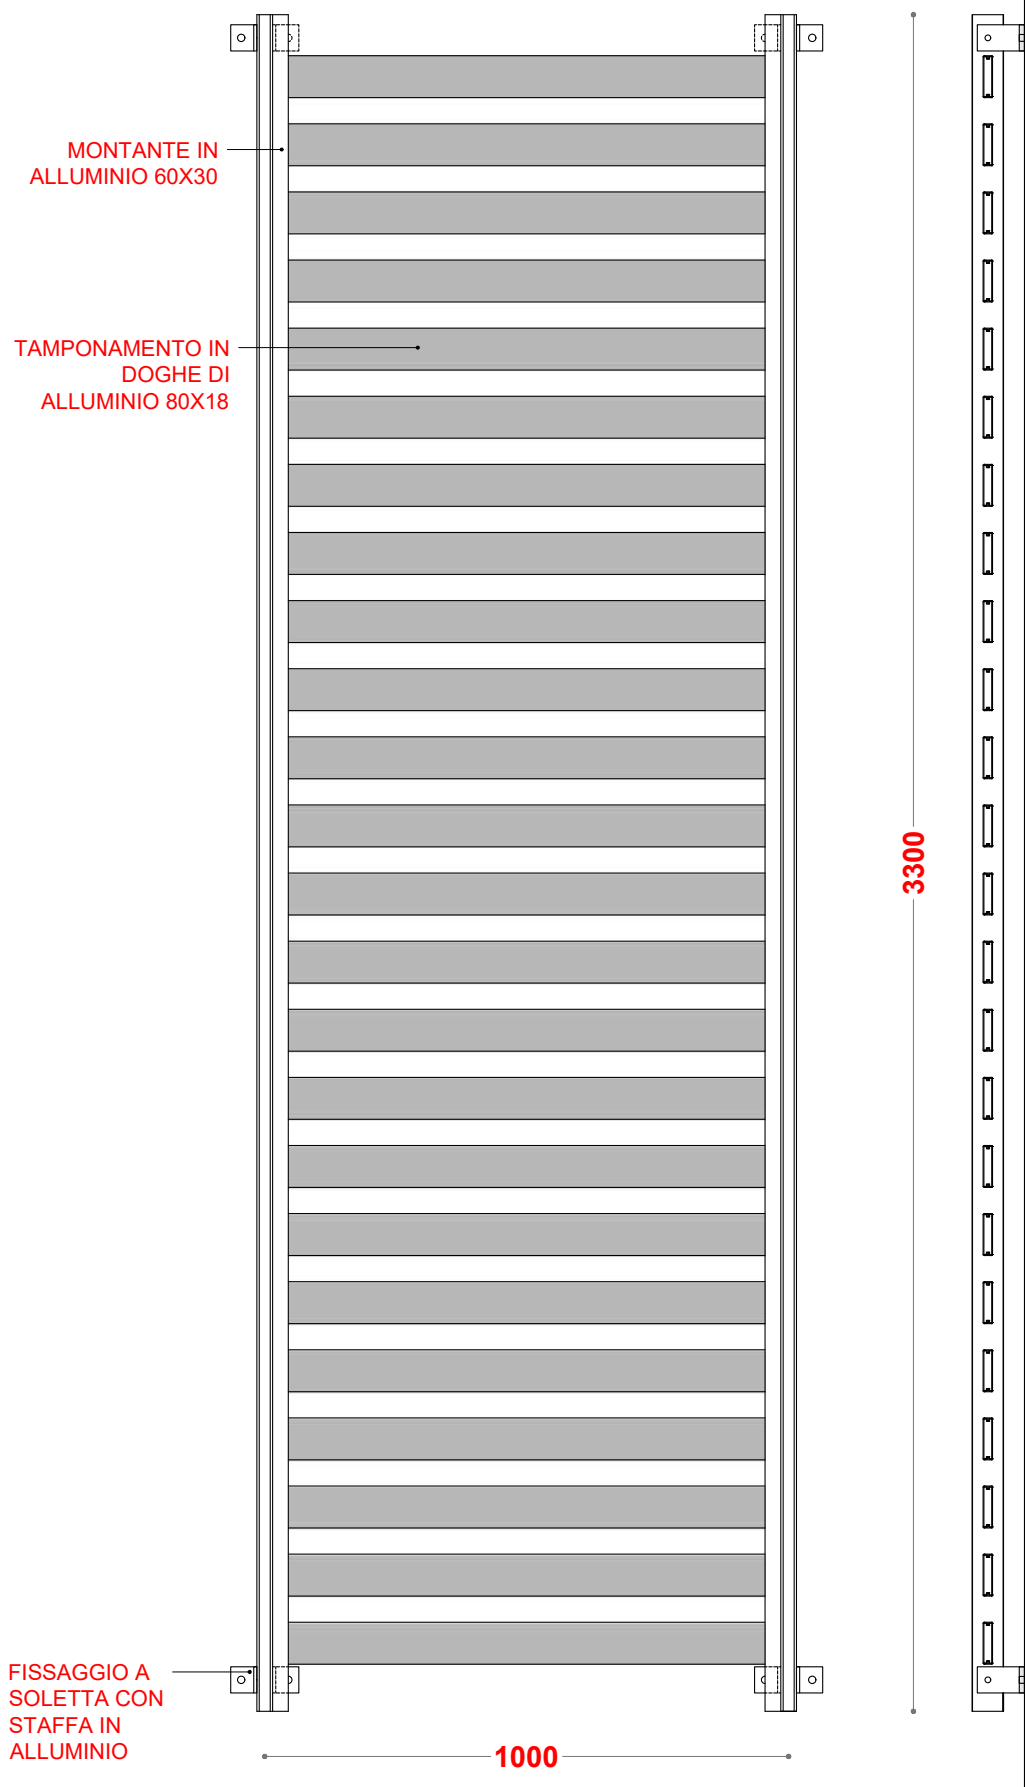 MONTANTE IN
ALLUMINIO 60X30
TAMPONAMENTO IN
DOGHE DI
ALLUMINIO 80X18
3300
FISSAGGIO A
SOLETTA CON
STAFFA IN
ALLUMINIO
1000